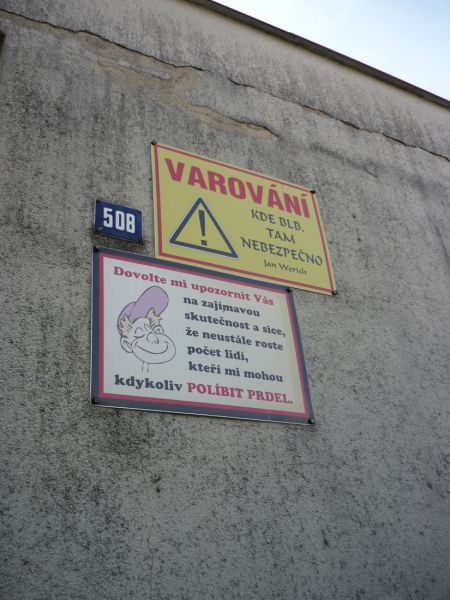 VAROVÁNÍ
KDE BLB,
TAM
NEBEZPEČNO
Jan Werich
508
Dovolte mi upozornit Vás
na zajímavou
skutečnost a sice,
že neustále roste
počet lidí,
kteří mi mohou
kdykoliv POLÍBIT PRDEL.